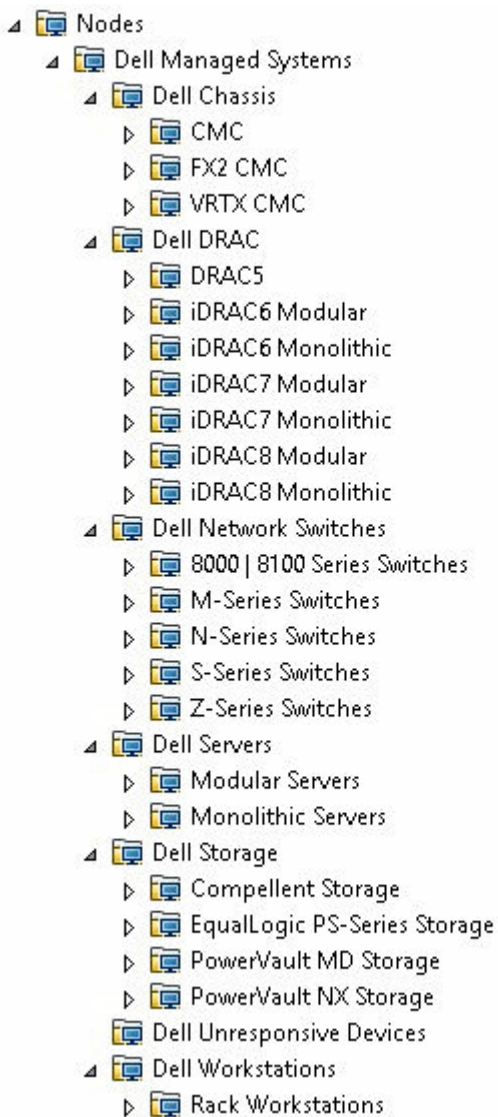 Nodes
Dell Managed Systems
Dell Chassis
CMC
FX2 CMC
VRTX CMC
Dell DRAC
DRAC5
iDRAC6 Modular
iDRAC6 Monolithic
iDRAC7 Modular
iDRAC7 Monolithic
iDRAC8 Modular
iDRAC8 Monolithic
Dell Network Switches
8000 | 8100 Series Switches
M-Series Switches
N-Series Switches
S-Series Switches
Z-Series Switches
Dell Servers
Modular Servers
Monolithic Servers
Dell Storage
Compellent Storage
EqualLogic PS-Series Storage
PowerVault MD Storage
PowerVault NX Storage
Dell Unresponsive Devices
Dell Workstations
Rack Workstations